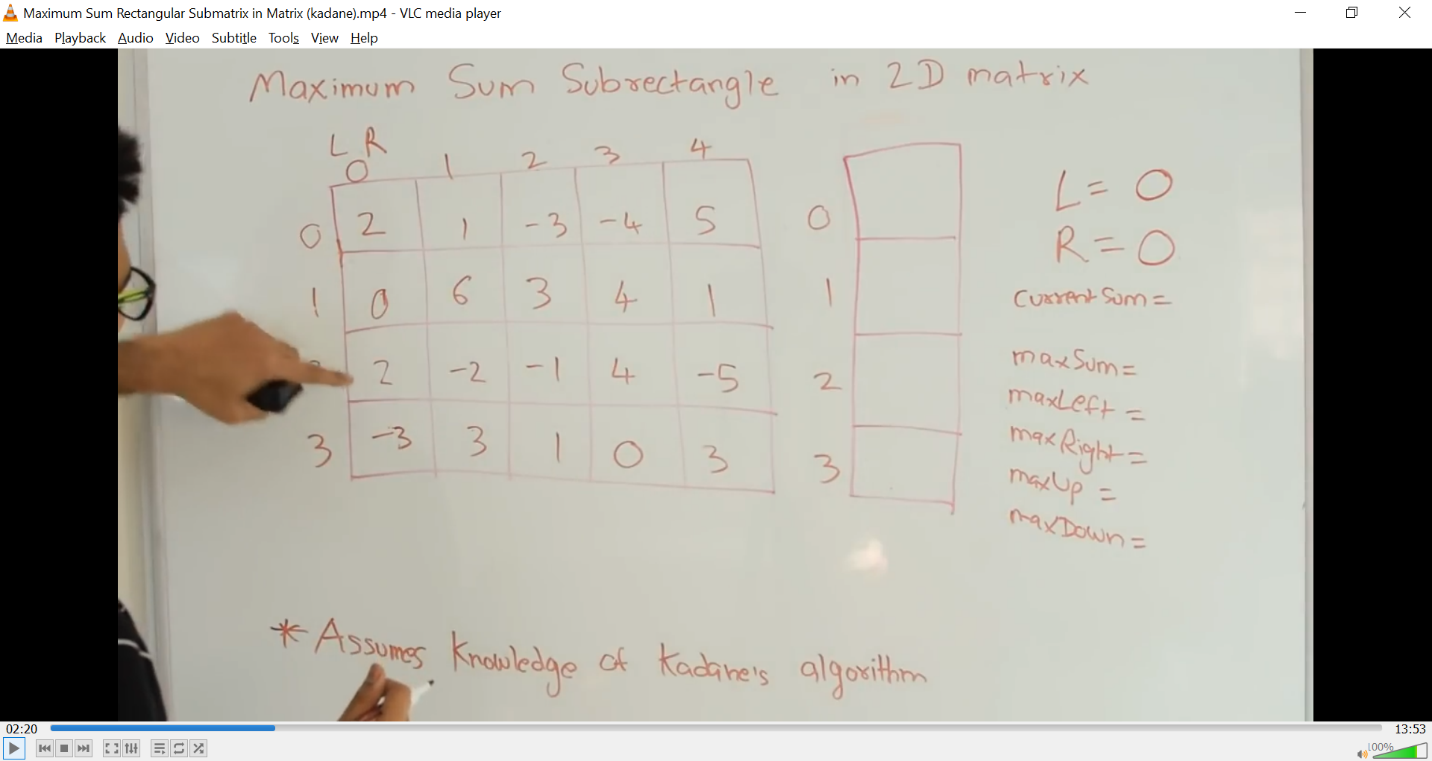 Maximum Sum Rectangular Submatrix in Matrix (kadane).mp4 - VLC media player
Media Playback Audio Video Subtitle Tools View Help
Maximum Sum Subrectangle in 2D matrix
L R
0 1 2 3 4
0 2 1 -3 -4 5
1 0 6 3 4 1
2 -2 -1 4 -5
3 -3 3 1 0 3
0
1
2
3
L = 0
R = 0
currentSum =
maxSum =
maxLeft =
maxRight =
maxUp =
maxDown =
* Assumes Knowledge of Kadane's algorithm
02:20 13:53
100%